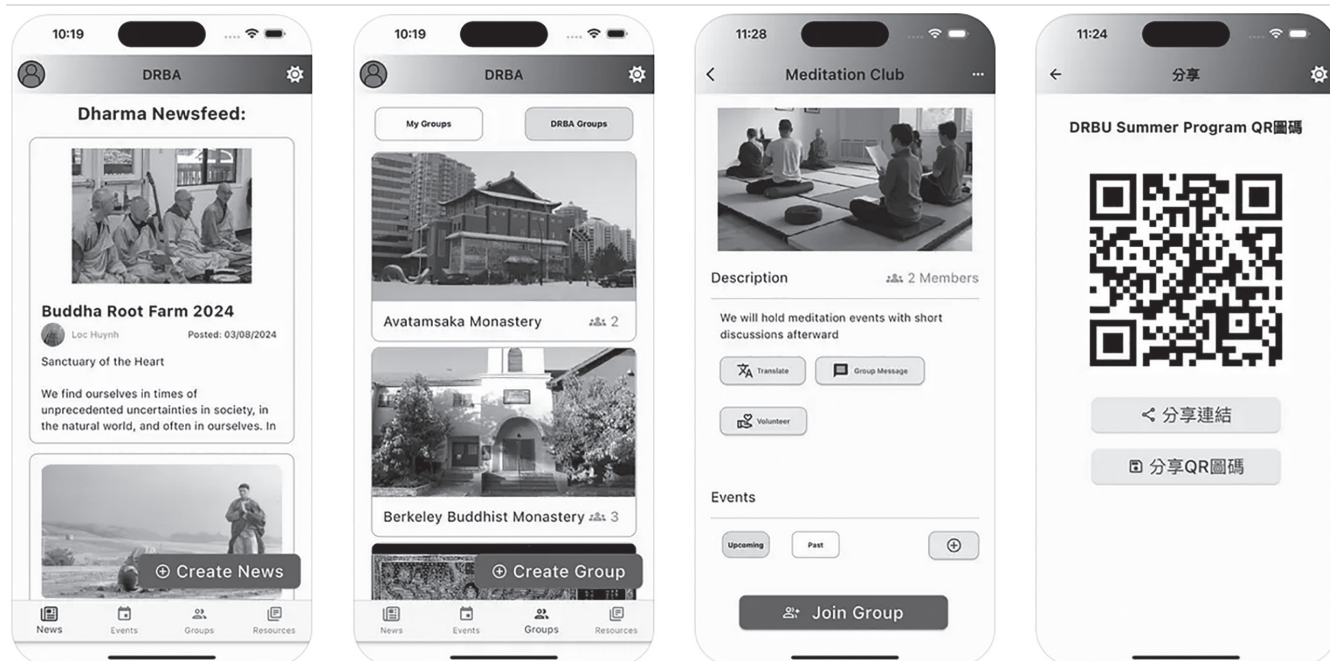 10:19
DRBA
Dharma Newsfeed:
Buddha Root Farm 2024
Loc Huynh
Posted: 03/08/2024
Sanctuary of the Heart
We find ourselves in times of
unprecedented uncertainties in society, in
the natural world, and often in ourselves. In
Create News
News
Events
Groups
Resources
10:19
DRBA
My Groups
DRBA Groups
Avatamsaka Monastery
2
Berkeley Buddhist Monastery
3
Create Group
News
Events
Groups
Resources
11:28
Meditation Club
Description
2 Members
We will hold meditation events with short
discussions afterward
Translate
Group Message
Volunteer
Events
Upcoming
Past
Join Group
11:24
分享
DRBU Summer Program QR圖碼
分享連結
分享QR圖碼